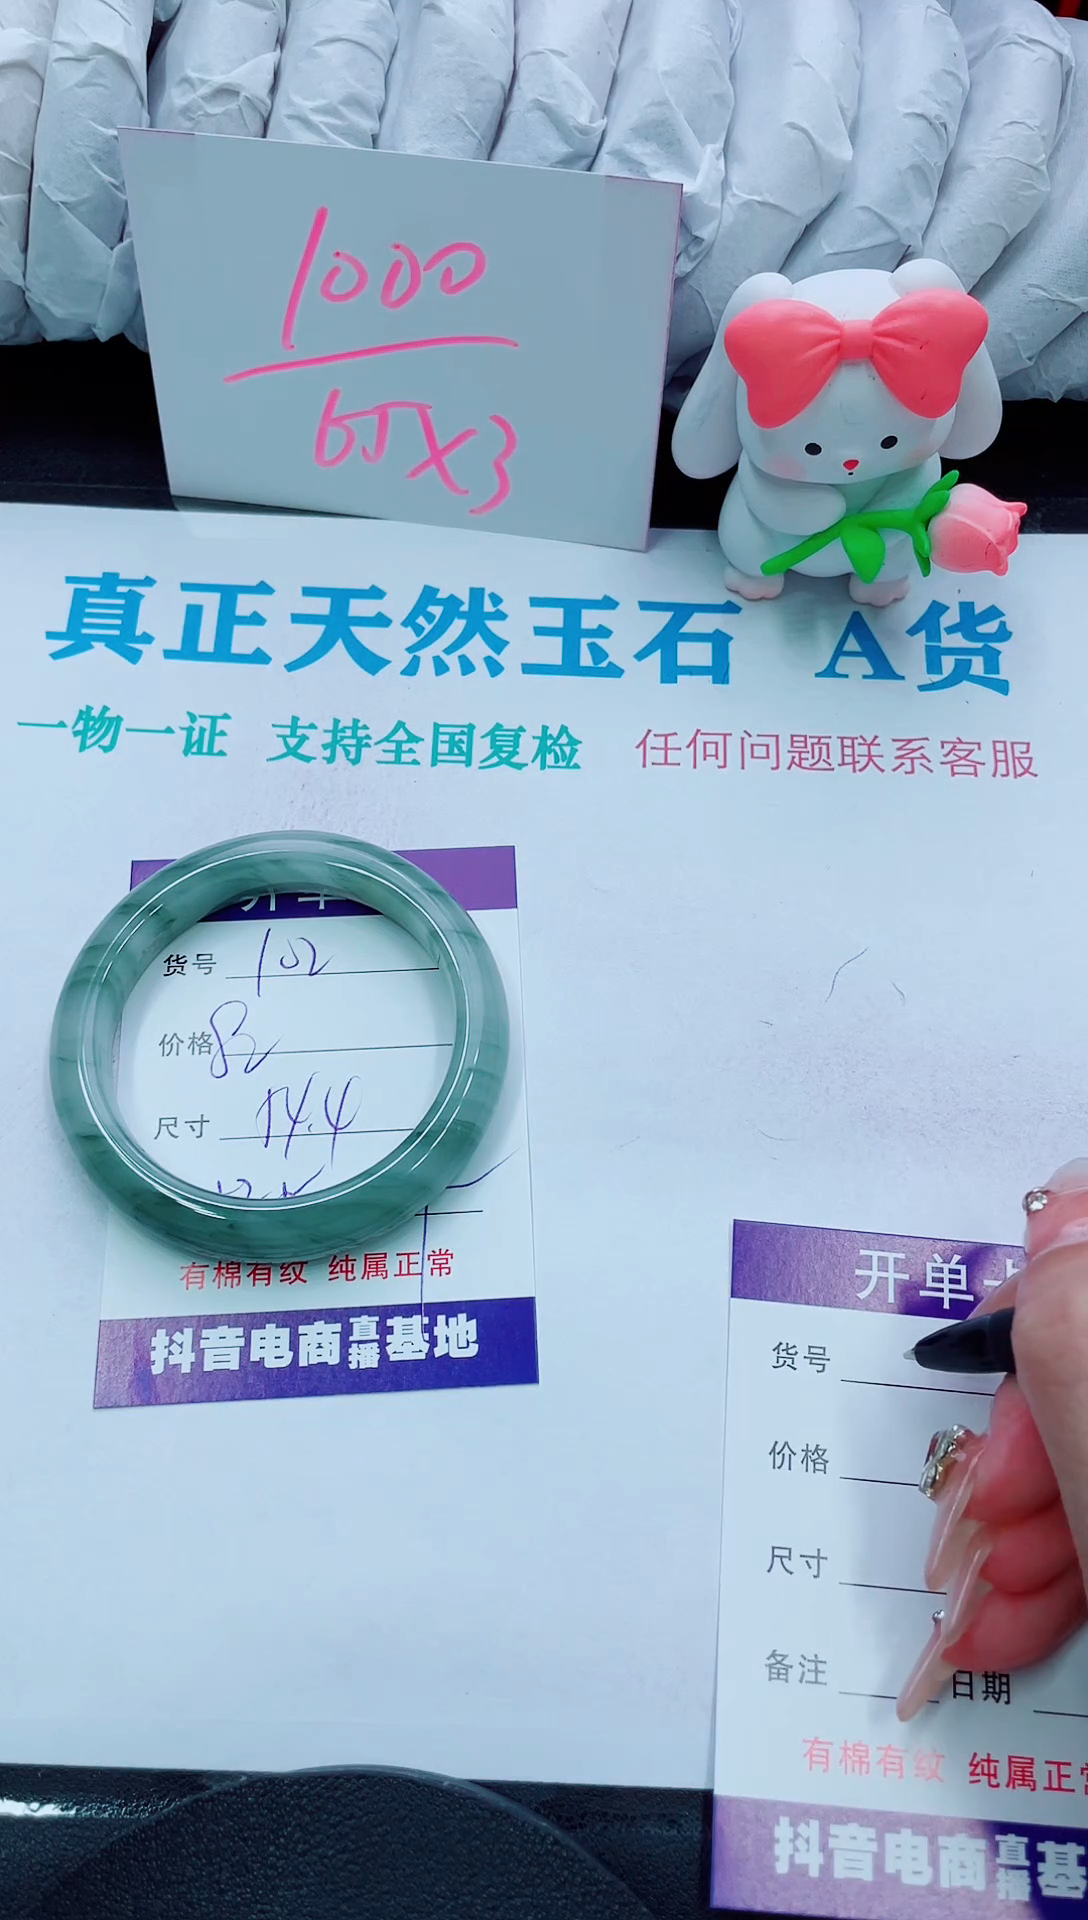 1000
65X3
真正天然玉石 A货
一物一证 支持全国复检 任何问题联系客服
货号 102
价格 82
尺寸 54.4
有棉有纹 纯属正常
抖音电商直播基地
开单
货号
价格
尺寸
备注 日期
有棉有纹 纯属正常
抖音电商直播基